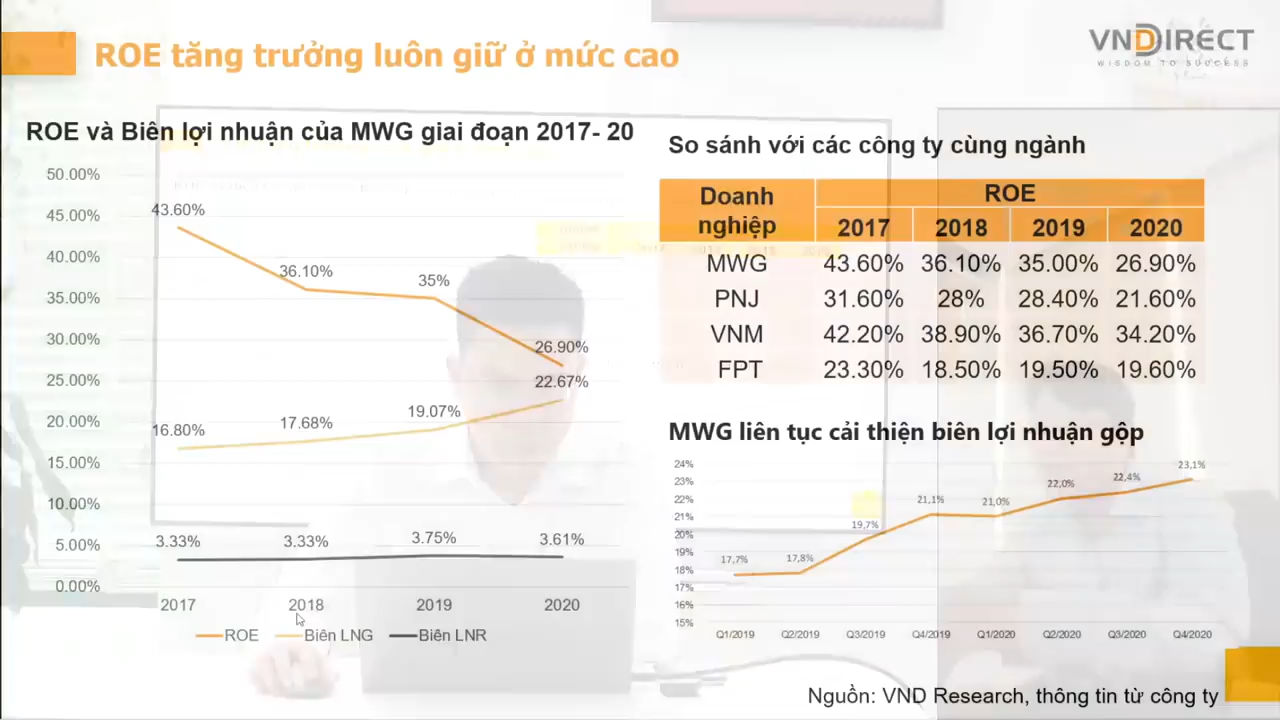 ROE tăng trưởng luôn giữ ở mức cao
VNDIRECT
WISDOM TO SUCCESS
ROE và Biên lợi nhuận của MWG giai đoạn 2017- 20
50.00%
45.00%
40.00%
35.00%
30.00%
25.00%
20.00%
15.00%
10.00%
5.00%
0.00%
43.60%
36.10%
35%
26.90%
16.80%
17.68%
19.07%
22.67%
3.33%
3.33%
3.75%
3.61%
2017 2018 2019 2020
ROE Biên LNG Biên LNR
So sánh với các công ty cùng ngành
Doanh nghiệp ROE
2017 2018 2019 2020
MWG 43.60% 36.10% 35.00% 26.90%
PNJ 31.60% 28% 28.40% 21.60%
VNM 42.20% 38.90% 36.70% 34.20%
FPT 23.30% 18.50% 19.50% 19.60%
MWG liên tục cải thiện biên lợi nhuận gộp
24%
23%
22%
21%
20%
19%
18%
17%
16%
15%
17,7% 17,8% 19,7% 21,1% 21,0% 22,0% 22,4% 23,1%
Q1/2019 Q2/2019 Q3/2019 Q4/2019 Q1/2020 Q2/2020 Q3/2020 Q4/2020
Nguồn: VND Research, thông tin từ công ty